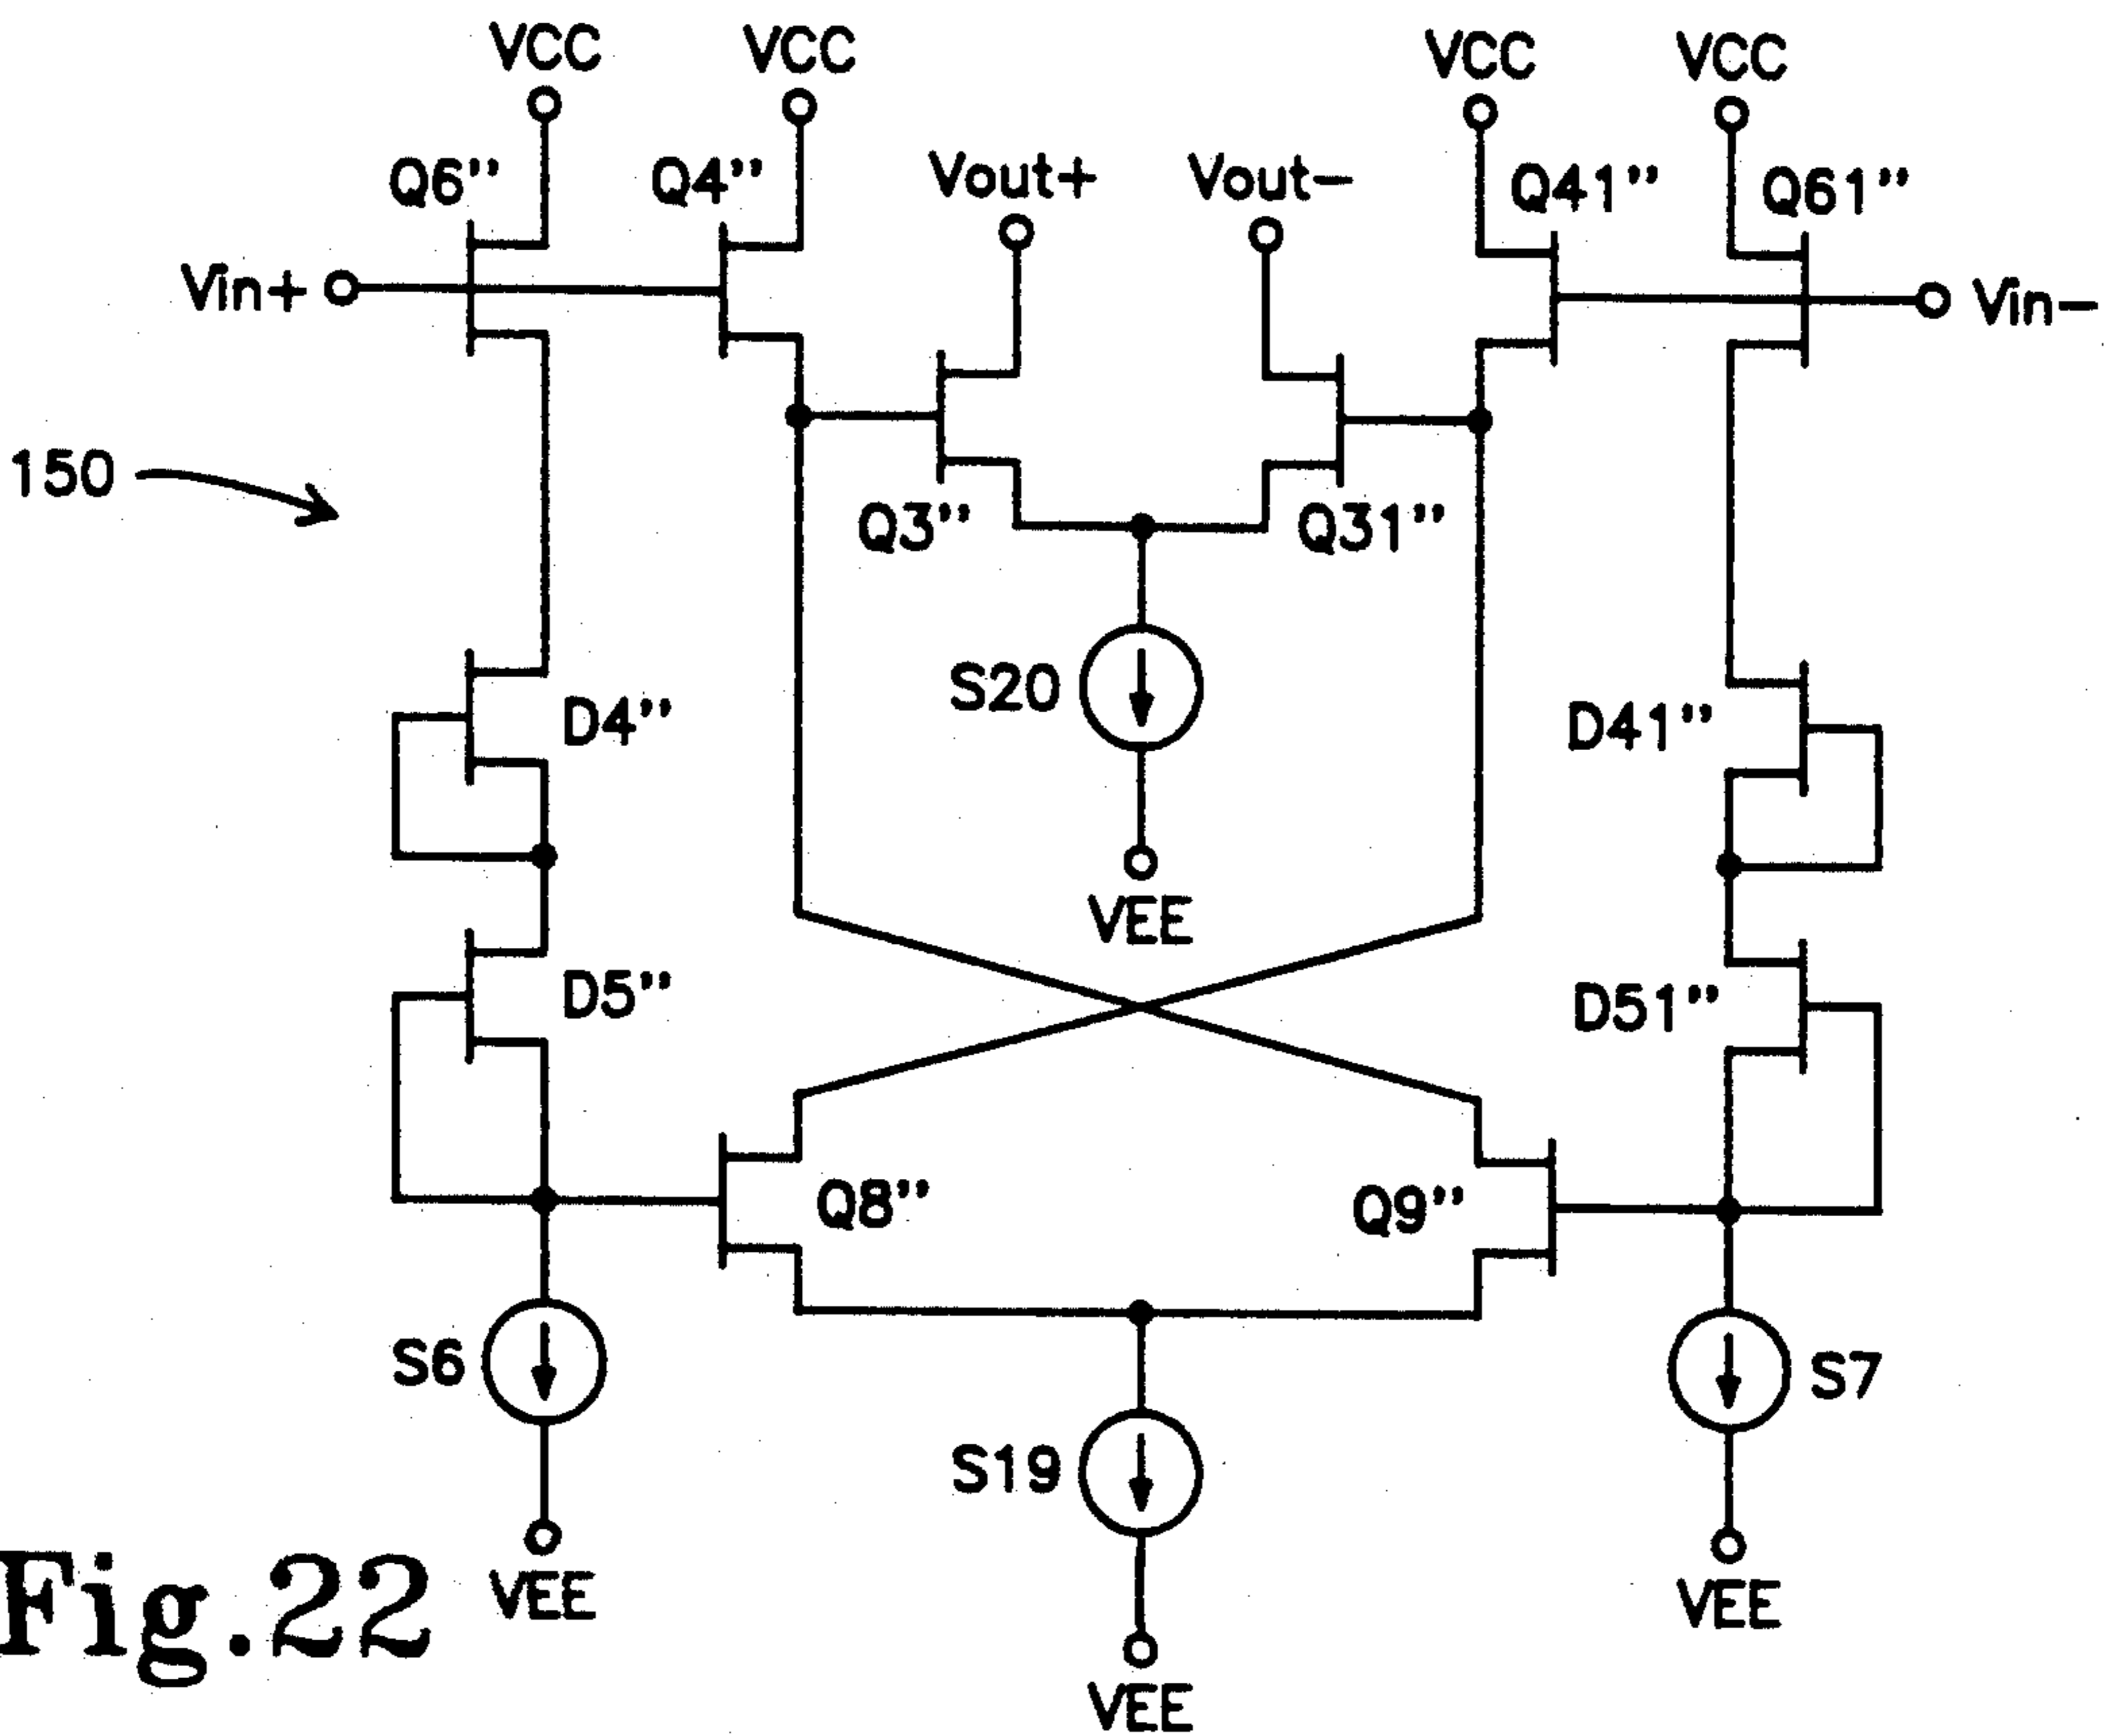 VCC VCC VCC VCC
Q6" Q4" Vout+ Vout- Q41" Q61"
Vin+ Vin-
150
Q3" Q31"
S20
D4" D41"
VEE
D5" D51"
Q8" Q9"
S6 S7
S19
VEE VEE
Fig.22
VEE